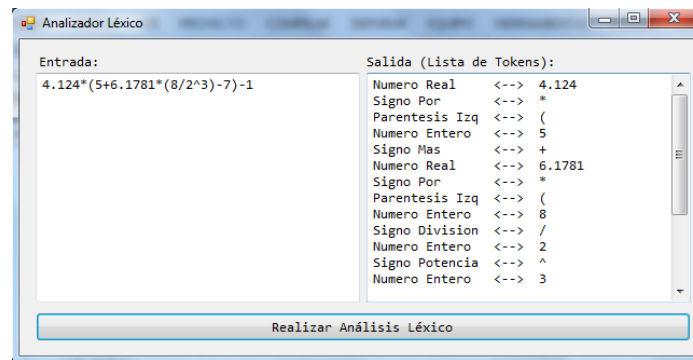 Analizador Léxico
Entrada:
4.124*(5+6.1781*(8/2^3)-7)-1
Salida (Lista de Tokens):
Numero Real <--> 4.124
Signo Por <--> *
Parentesis Izq <--> (
Numero Entero <--> 5
Signo Mas <--> +
Numero Real <--> 6.1781
Signo Por <--> *
Parentesis Izq <--> (
Numero Entero <--> 8
Signo Division <--> /
Numero Entero <--> 2
Signo Potencia <--> ^
Numero Entero <--> 3
Realizar Análisis Léxico